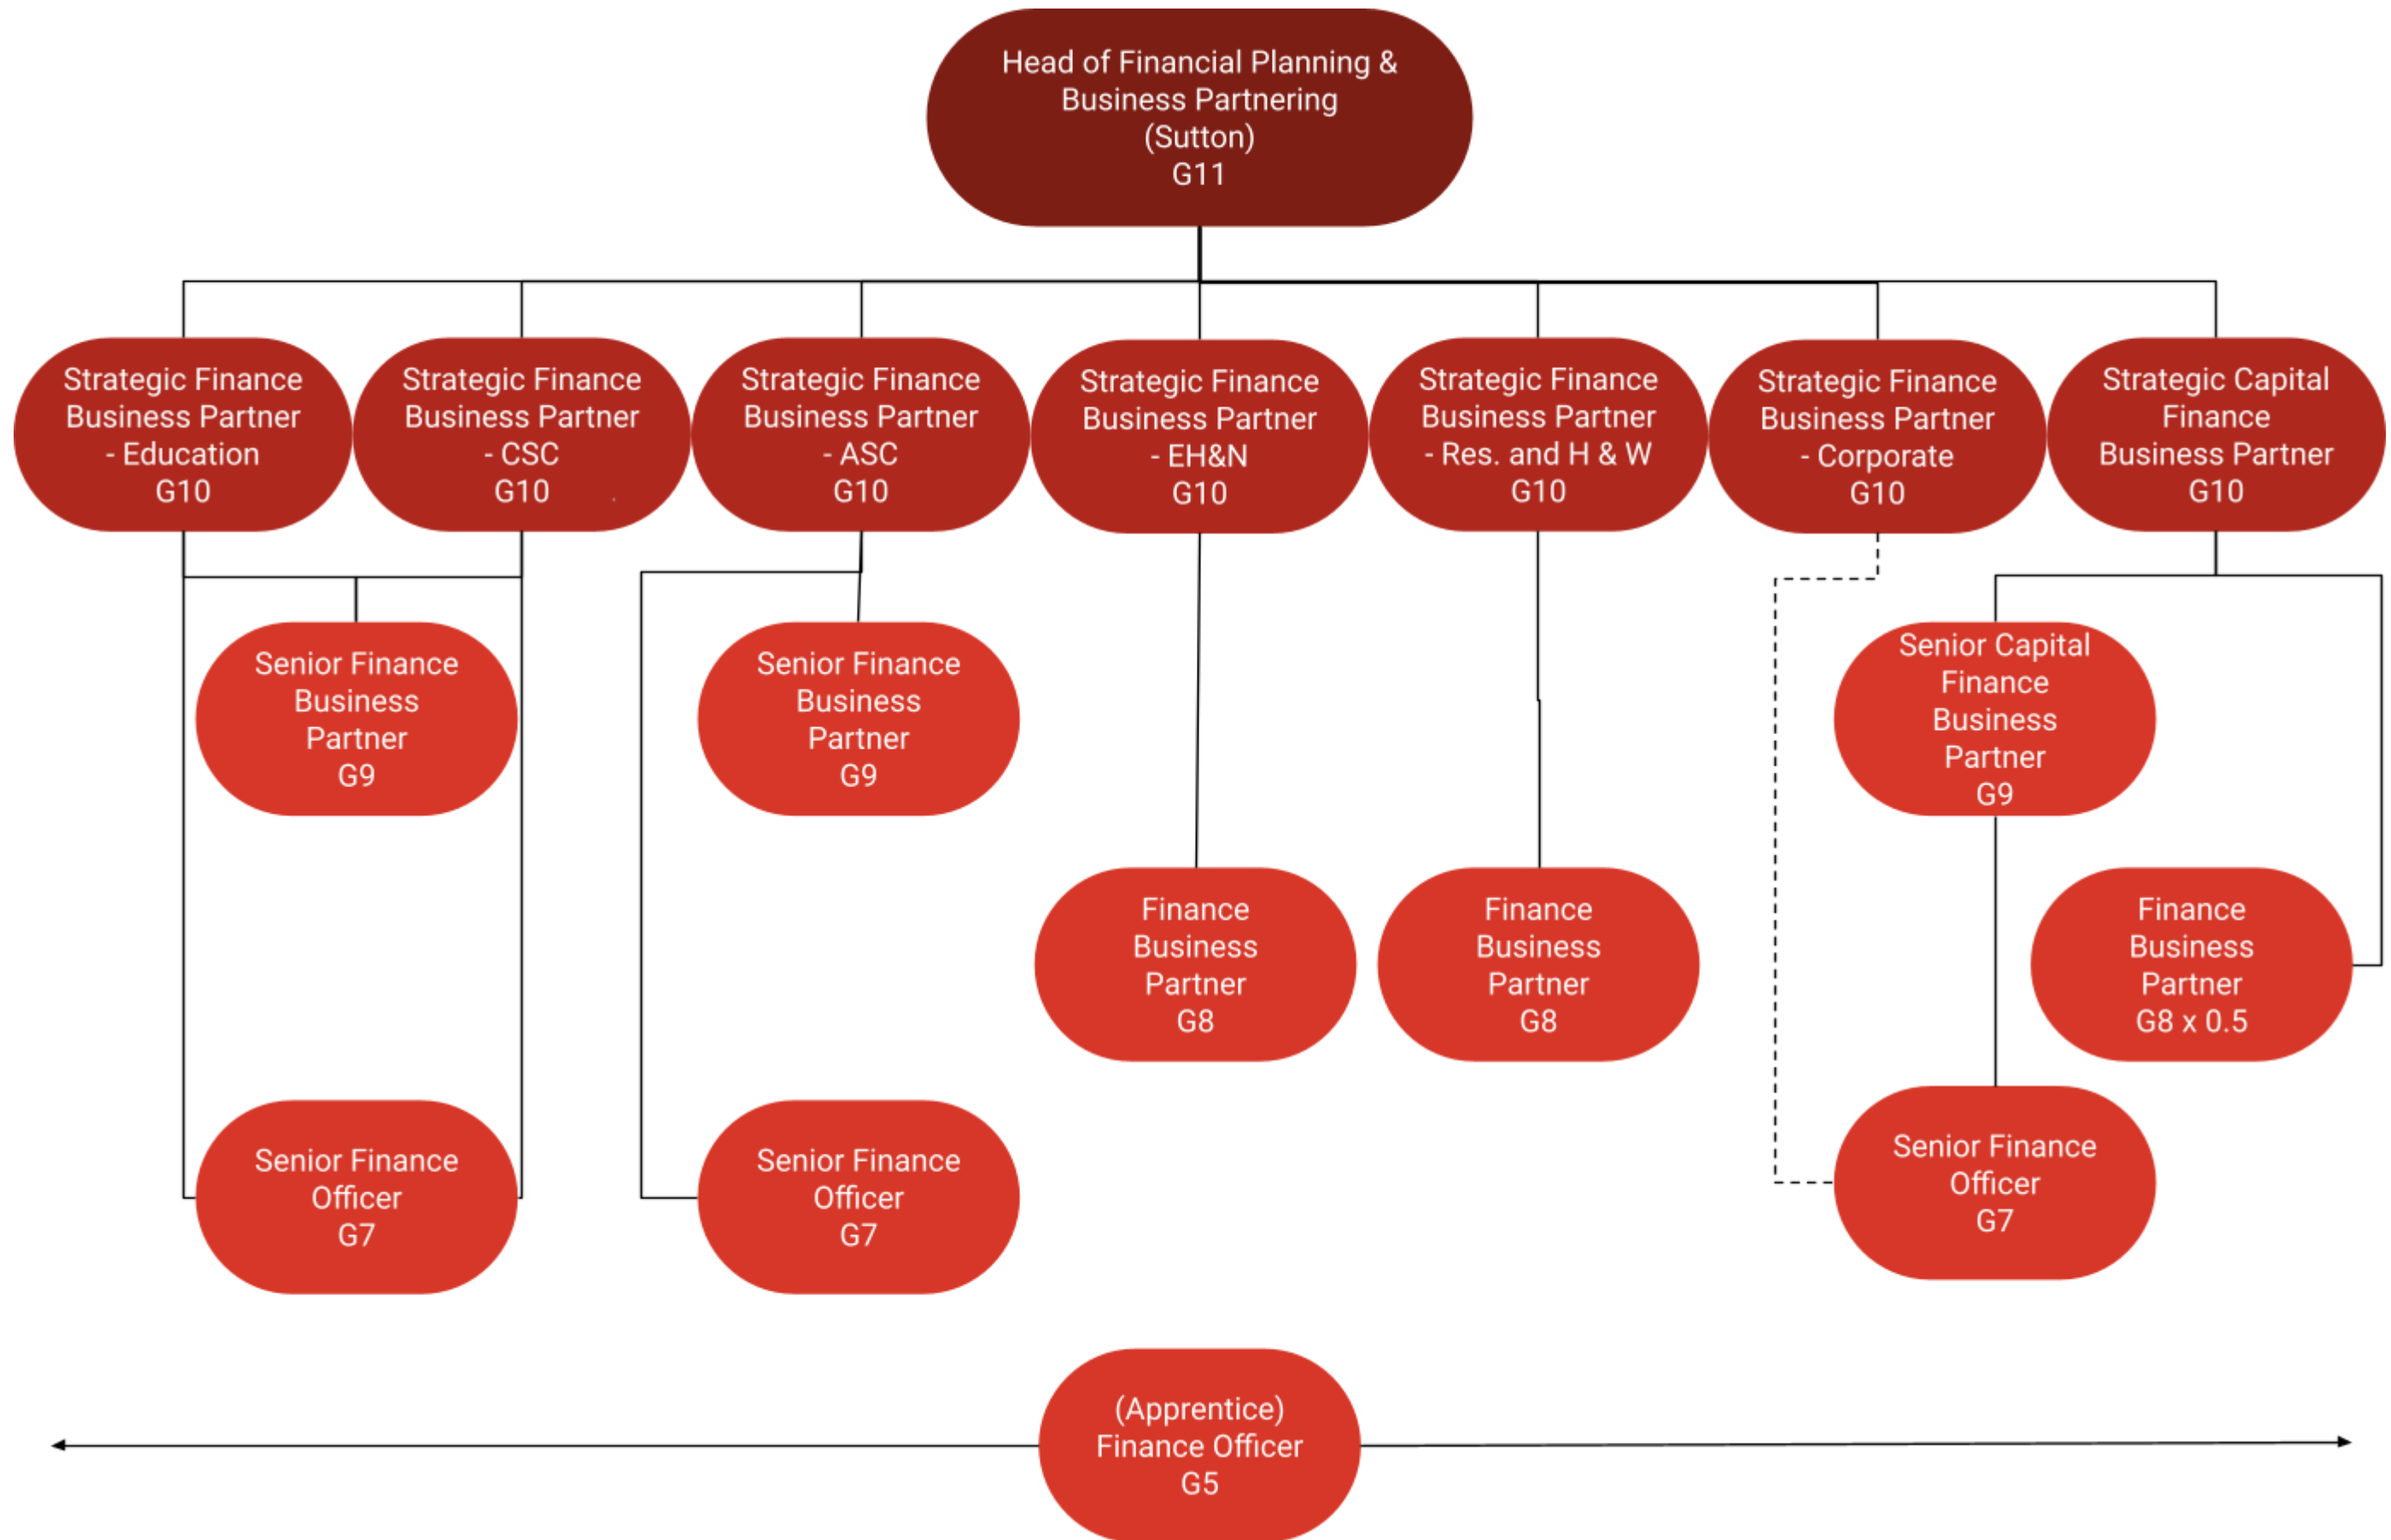 Head of Financial Planning &
Business Partnering
(Sutton)
G11
Strategic Finance
Business Partner
- Education
G10
Strategic Finance
Business Partner
- CSC
G10
Strategic Finance
Business Partner
- ASC
G10
Strategic Finance
Business Partner
- EH&N
G10
Strategic Finance
Business Partner
- Res. and H & W
G10
Strategic Finance
Business Partner
- Corporate
G10
Strategic Capital
Finance
Business Partner
G10
Senior Finance
Business
Partner
G9
Senior Finance
Business
Partner
G9
Senior Capital
Finance
Business
Partner
G9
Finance
Business
Partner
G8
Finance
Business
Partner
G8
Finance
Business
Partner
G8 x 0.5
Senior Finance
Officer
G7
Senior Finance
Officer
G7
Senior Finance
Officer
G7
(Apprentice)
Finance Officer
G5